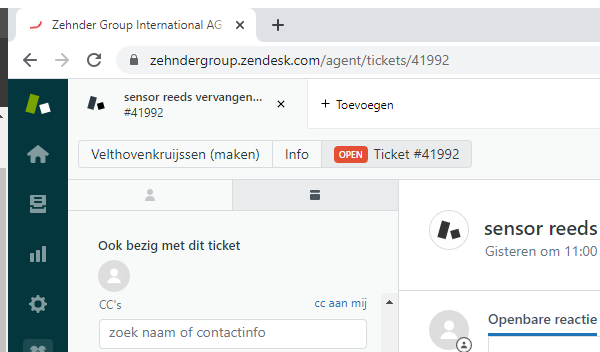 Zehnder Group International AG
zehndergroup.zendesk.com/agent/tickets/41992
sensor reeds vervangen...
#41992
+ Toevoegen
Velthovenkruijssen (maken)
Info
OPEN Ticket #41992
Ook bezig met dit ticket
CC's
cc aan mij
zoek naam of contactinfo
sensor reeds
Gisteren om 11:00
Openbare reactie